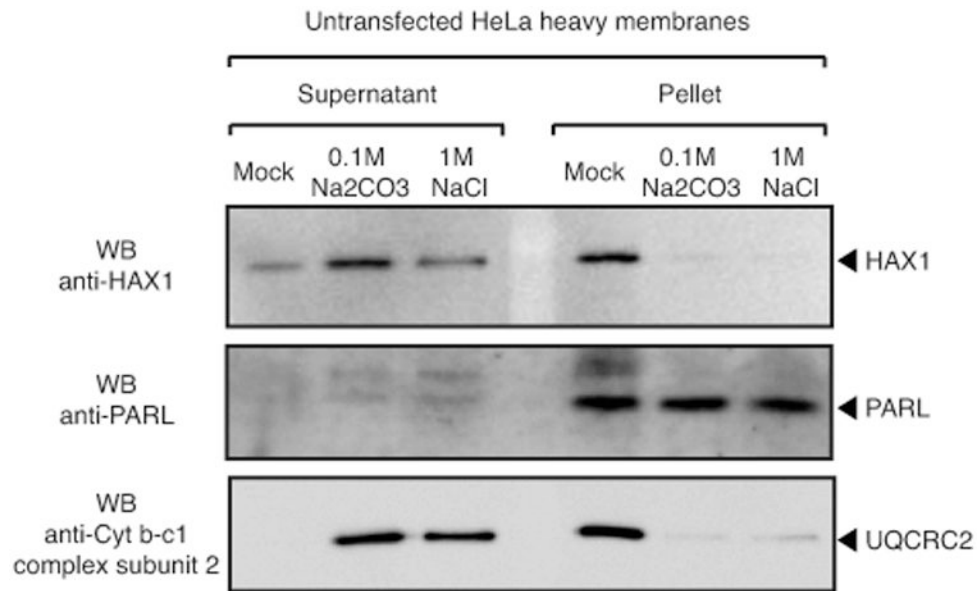 Untransfected HeLa heavy membranes
Supernatant Pellet
Mock 0.1M Na2CO3 1M NaCl Mock 0.1M Na2CO3 1M NaCl
WB
anti-HAX1
HAX1
WB
anti-PARL
PARL
WB
anti-Cyt b-c1
complex subunit 2
UQCRC2